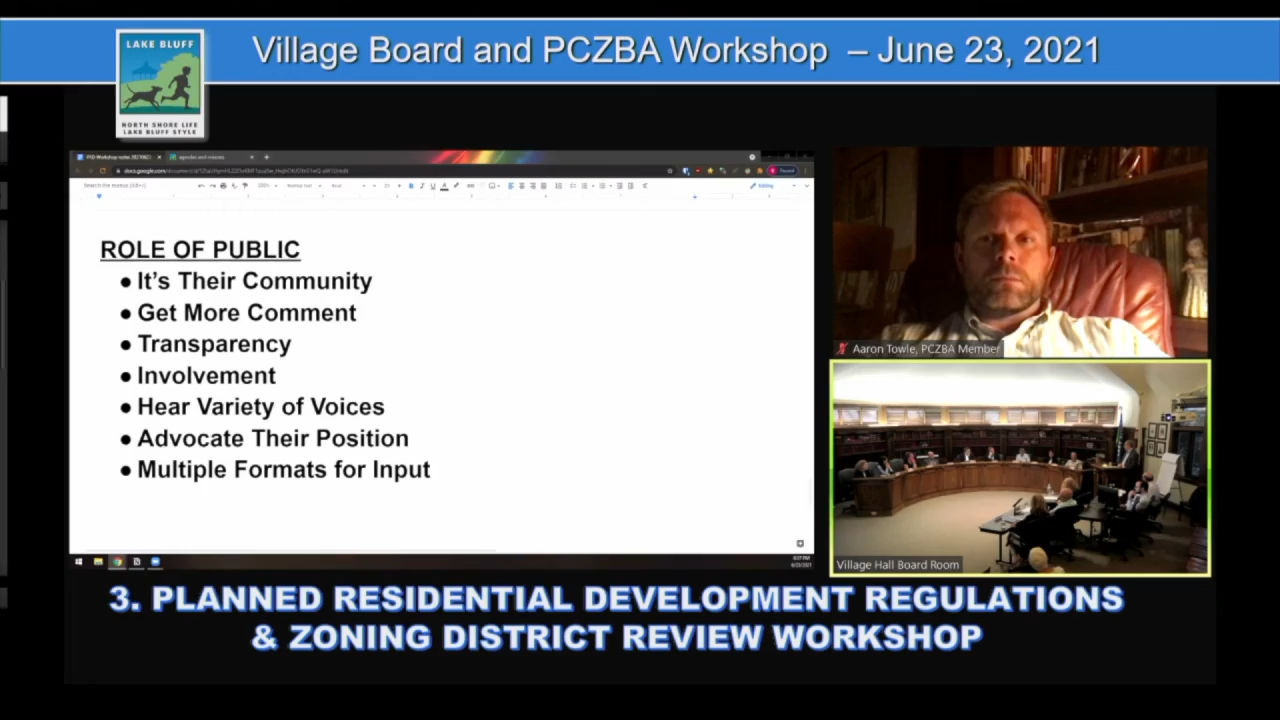 Village Board and PCZBA Workshop – June 23, 2021
LAKE BLUFF
NORTH SHORE LIFE
LAKE BLUFF STYLE
ROLE OF PUBLIC
● It's Their Community
● Get More Comment
● Transparency
● Involvement
● Hear Variety of Voices
● Advocate Their Position
● Multiple Formats for Input
Aaron Towle, PCZBA Member
Village Hall Board Room
3. PLANNED RESIDENTIAL DEVELOPMENT REGULATIONS
& ZONING DISTRICT REVIEW WORKSHOP